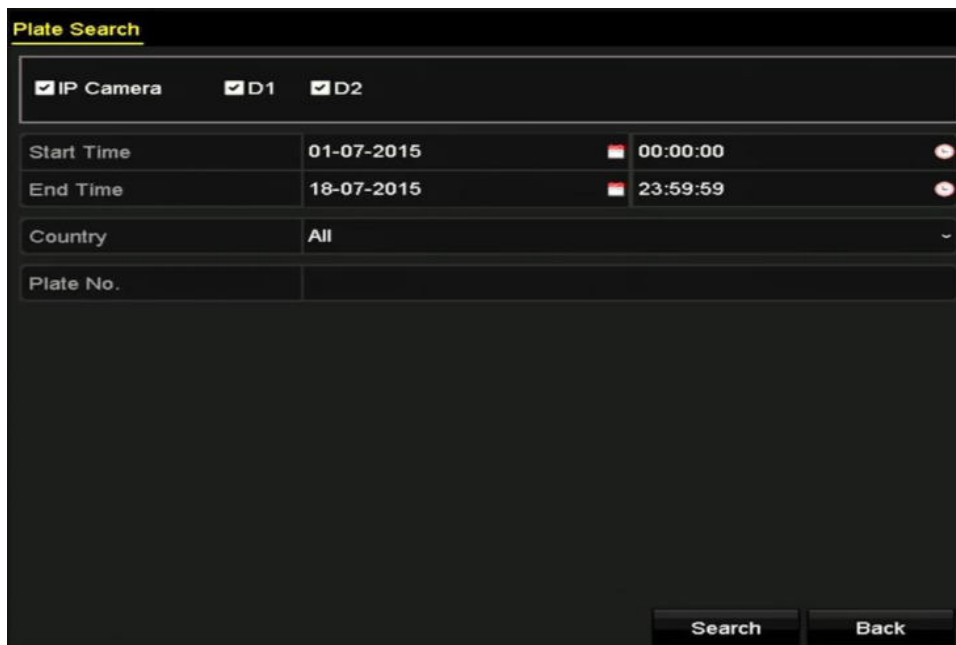 Plate Search
IP Camera D1 D2
Start Time 01-07-2015 00:00:00
End Time 18-07-2015 23:59:59
Country All
Plate No.
Search Back